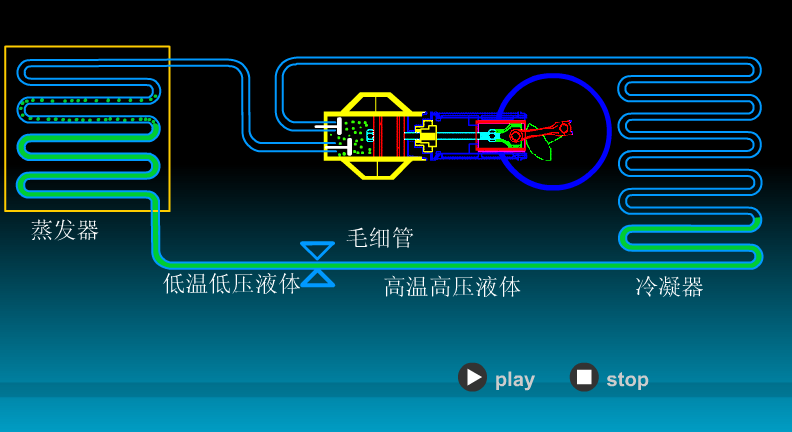 蒸发器
毛细管
低温低压液体
高温高压液体
冷凝器
play
stop